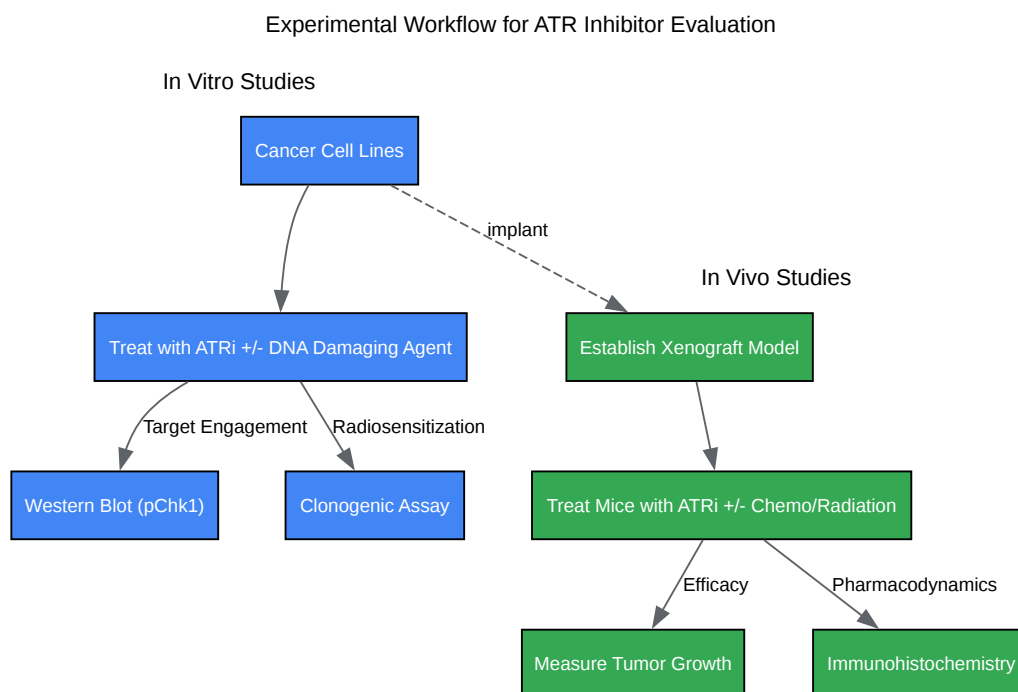 Experimental Workflow for ATR Inhibitor Evaluation
In Vitro Studies
Cancer Cell Lines
implant
In Vivo Studies
Treat with ATRi +/- DNA Damaging Agent
Establish Xenograft Model
Target Engagement
Radiosensitization
Western Blot (pChk1)
Clonogenic Assay
Treat Mice with ATRi +/- Chemo/Radiation
Efficacy
Pharmacodynamics
Measure Tumor Growth
Immunohistochemistry